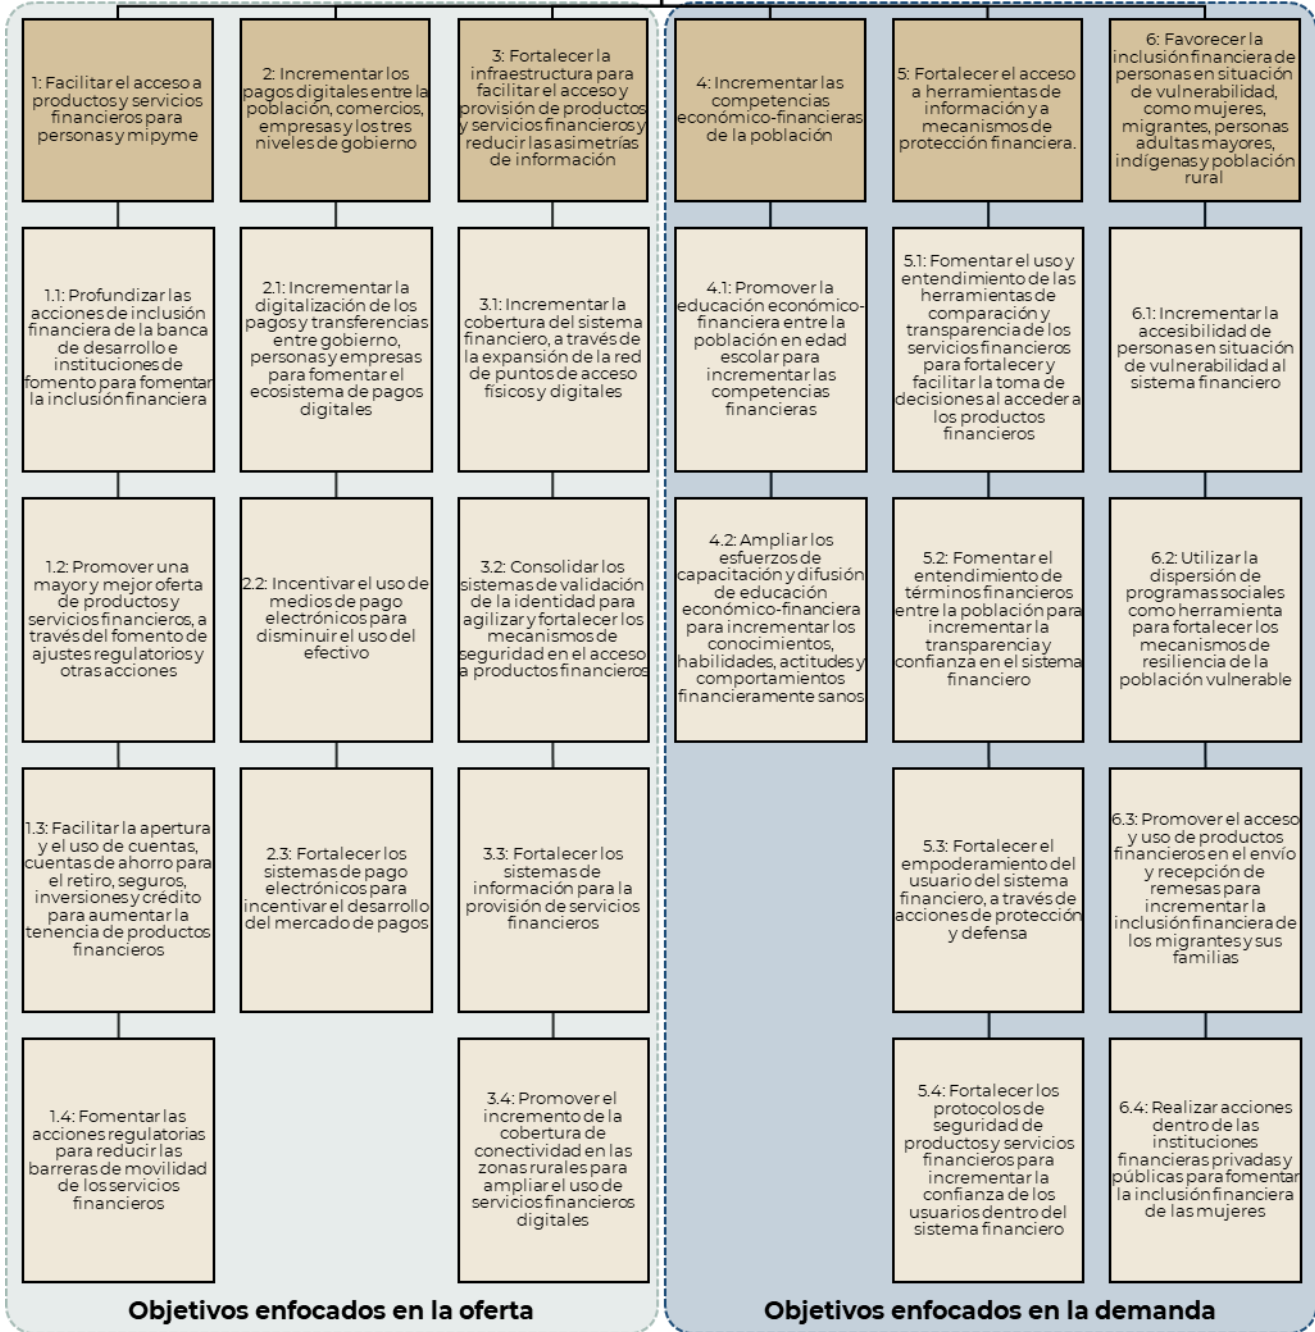 1: Facilitar el acceso a
productos y servicios
financieros para
personas y mipyme
2: Incrementar los
pagos digitales entre la
población, comercios,
empresas y los tres
niveles de gobierno
3: Fortalecer la
infraestructura para
facilitar el acceso y
provisión de productos
y servicios financieros y
reducir las asimetrías
de información
4: Incrementar las
competencias
económico-financieras
de la población
5: Fortalecer el acceso
a herramientas de
información y a
mecanismos de
protección financiera.
6: Favorecer la
inclusión financiera de
personas en situación
de vulnerabilidad,
como mujeres,
migrantes, personas
adultas mayores,
indígenas y población
rural
1.1: Profundizar las
acciones de inclusión
financiera de la banca
de desarrollo e
instituciones de
fomento para fomentar
la inclusión financiera
2.1: Incrementar la
digitalización de los
pagos y transferencias
entre gobierno,
personas y empresas
para fomentar el
ecosistema de pagos
digitales
3.1: Incrementar la
cobertura del sistema
financiero, a través de
la expansión de la red
de puntos de acceso
físicos y digitales
4.1: Promover la
educación económico-
financiera entre la
población en edad
escolar para
incrementar las
competencias
financieras
5.1: Fomentar el uso y
entendimiento de las
herramientas de
comparación y
transparencia de los
servicios financieros
para fortalecer y
facilitar la toma de
decisiones al acceder a
los productos
financieros
6.1: Incrementar la
accesibilidad de
personas en situación
de vulnerabilidad al
sistema financiero
1.2: Promover una
mayor y mejor oferta
de productos y
servicios financieros, a
través del fomento de
ajustes regulatorios y
otras acciones
2.2: Incentivar el uso de
medios de pago
electrónicos para
disminuir el uso del
efectivo
3.2: Consolidar los
sistemas de validación
de la identidad para
agilizar y fortalecer los
mecanismos de
seguridad en el acceso
a productos financieros
4.2: Ampliar los
esfuerzos de
capacitación y difusión
de educación
económico-financiera
para incrementar los
conocimientos,
habilidades, actitudes y
comportamientos
financieramente sanos
5.2: Fomentar el
entendimiento de
términos financieros
entre la población para
incrementar la
transparencia y
confianza en el sistema
financiero
6.2: Utilizar la
dispersión de
programas sociales
como herramienta
para fortalecer los
mecanismos de
resiliencia de la
población vulnerable
1.3: Facilitar la apertura
y el uso de cuentas,
cuentas de ahorro para
el retiro, seguros,
inversiones y crédito
para aumentar la
tenencia de productos
financieros
2.3: Fortalecer los
sistemas de pago
electrónicos para
incentivar el desarrollo
del mercado de pagos
3.3: Fortalecer los
sistemas de
información para la
provisión de servicios
financieros
5.3: Fortalecer el
empoderamiento del
usuario del sistema
financiero, a través de
acciones de protección
y defensa
6.3: Promover el acceso
y uso de productos
financieros en el envío
y recepción de
remesas para
incrementar la
inclusión financiera de
los migrantes y sus
familias
1.4: Fomentar las
acciones regulatorias
para reducir las
barreras de movilidad
de los servicios
financieros
3.4: Promover el
incremento de la
cobertura de
conectividad en las
zonas rurales para
ampliar el uso de
servicios financieros
digitales
5.4: Fortalecer los
protocolos de
seguridad de
productos y servicios
financieros para
incrementar la
confianza de los
usuarios dentro del
sistema financiero
6.4: Realizar acciones
dentro de las
instituciones
financieras privadas y
públicas para fomentar
la inclusión financiera
de las mujeres
Objetivos enfocados en la oferta
Objetivos enfocados en la demanda